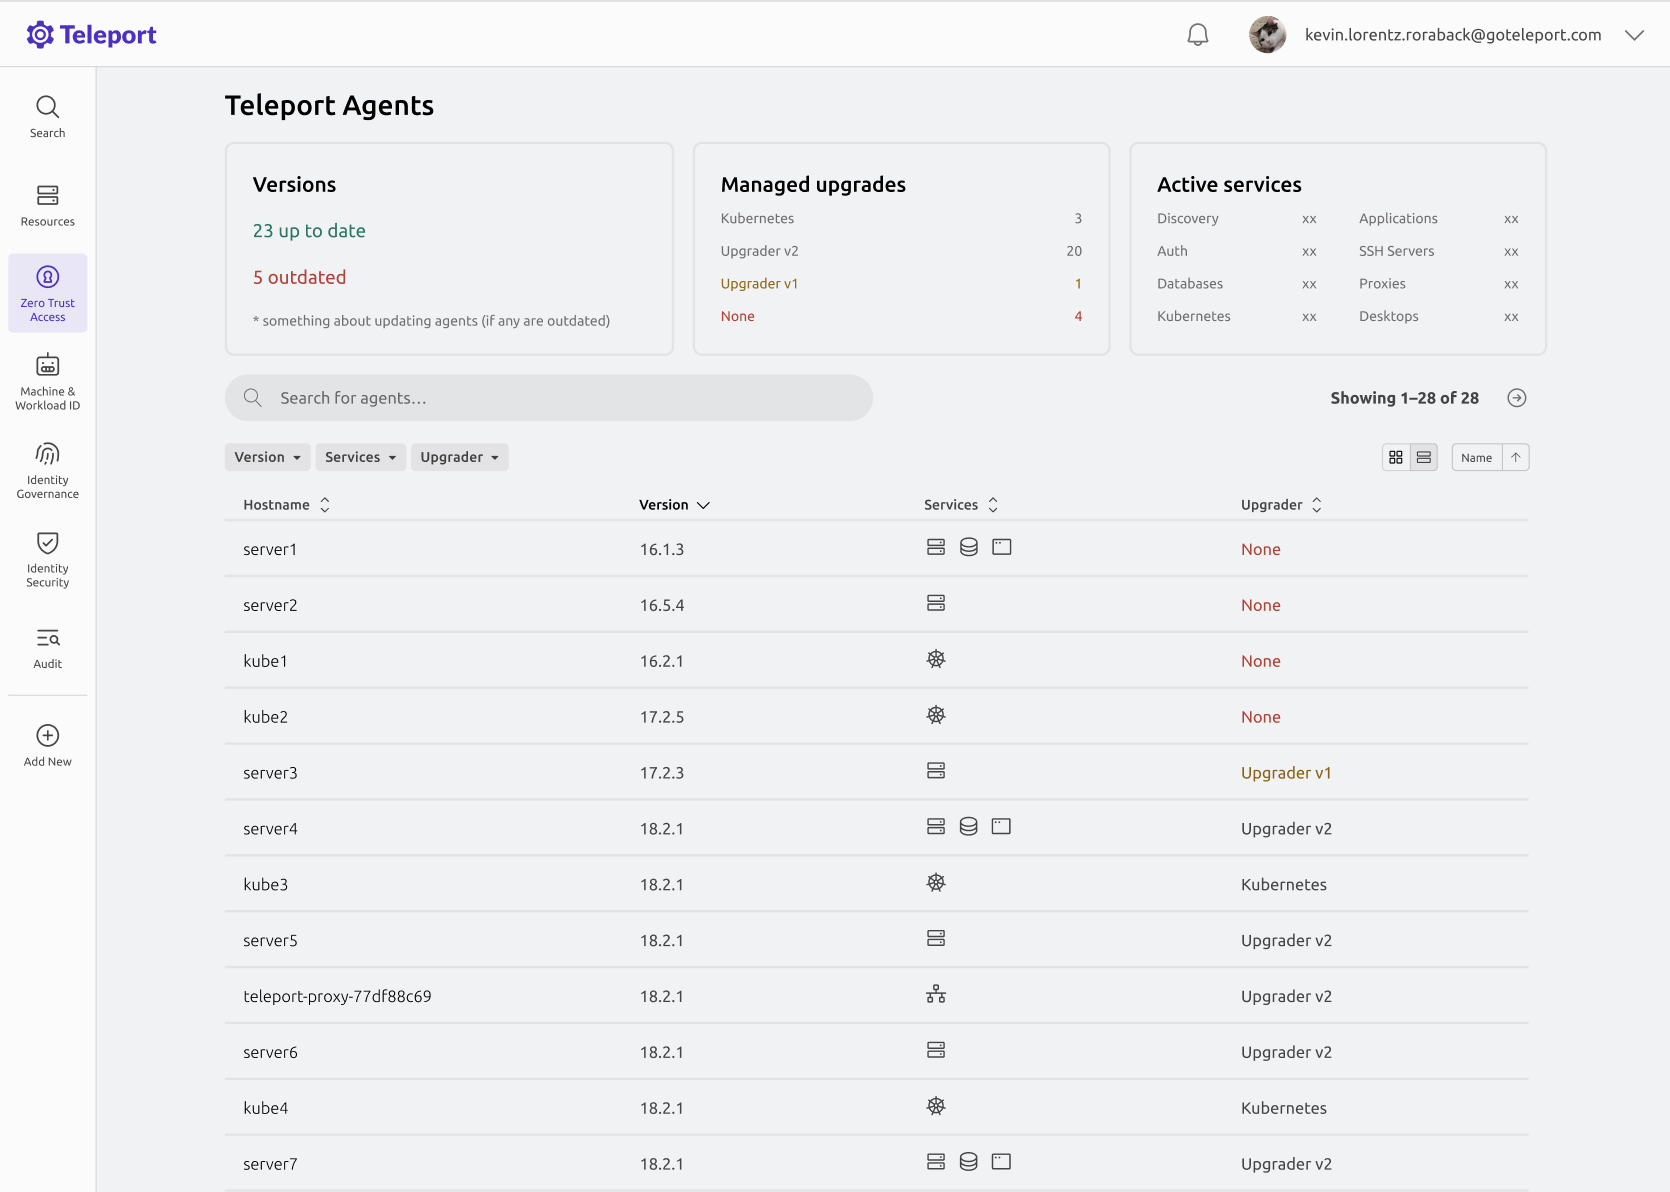 Teleport
kevin.lorentz.roraback@goteleport.com
Search
Resources
Zero Trust
Access
Machine &
Workload ID
Identity
Governance
Identity
Security
Audit
Add New
Teleport Agents
Versions
23 up to date
5 outdated
* something about updating agents (if any are outdated)
Managed upgrades
Kubernetes 3
Upgrader v2 20
Upgrader v1 1
None 4
Active services
Discovery xx Applications xx
Auth xx SSH Servers xx
Databases xx Proxies xx
Kubernetes xx Desktops xx
Search for agents...
Showing 1–28 of 28
Version Services Upgrader
Name
Hostname Version Services Upgrader
server1 16.1.3 None
server2 16.5.4 None
kube1 16.2.1 None
kube2 17.2.5 None
server3 17.2.3 Upgrader v1
server4 18.2.1 Upgrader v2
kube3 18.2.1 Kubernetes
server5 18.2.1 Upgrader v2
teleport-proxy-77df88c69 18.2.1 Upgrader v2
server6 18.2.1 Upgrader v2
kube4 18.2.1 Kubernetes
server7 18.2.1 Upgrader v2